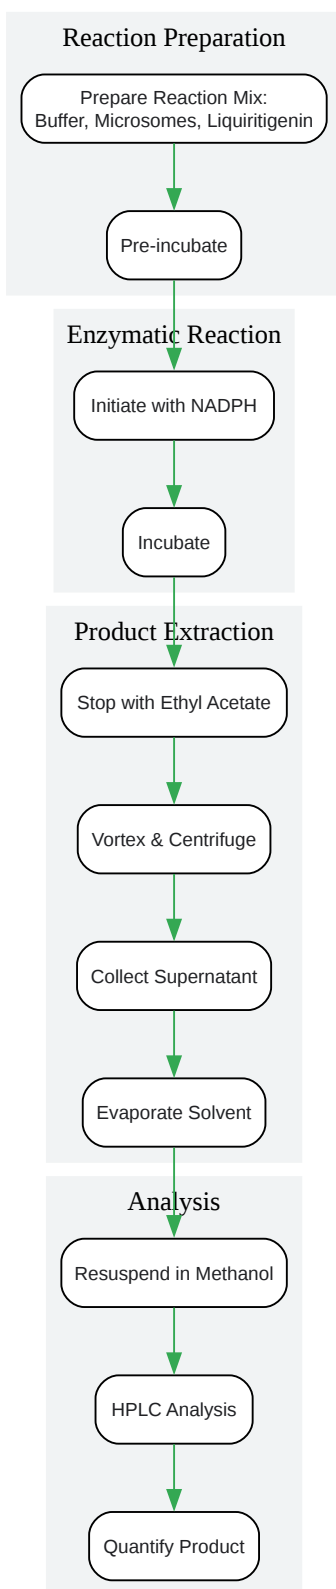 Reaction Preparation
Prepare Reaction Mix:
Buffer, Microsomes, Liquiritigenin
Pre-incubate
Enzymatic Reaction
Initiate with NADPH
Incubate
Product Extraction
Stop with Ethyl Acetate
Vortex & Centrifuge
Collect Supernatant
Evaporate Solvent
Analysis
Resuspend in Methanol
HPLC Analysis
Quantify Product